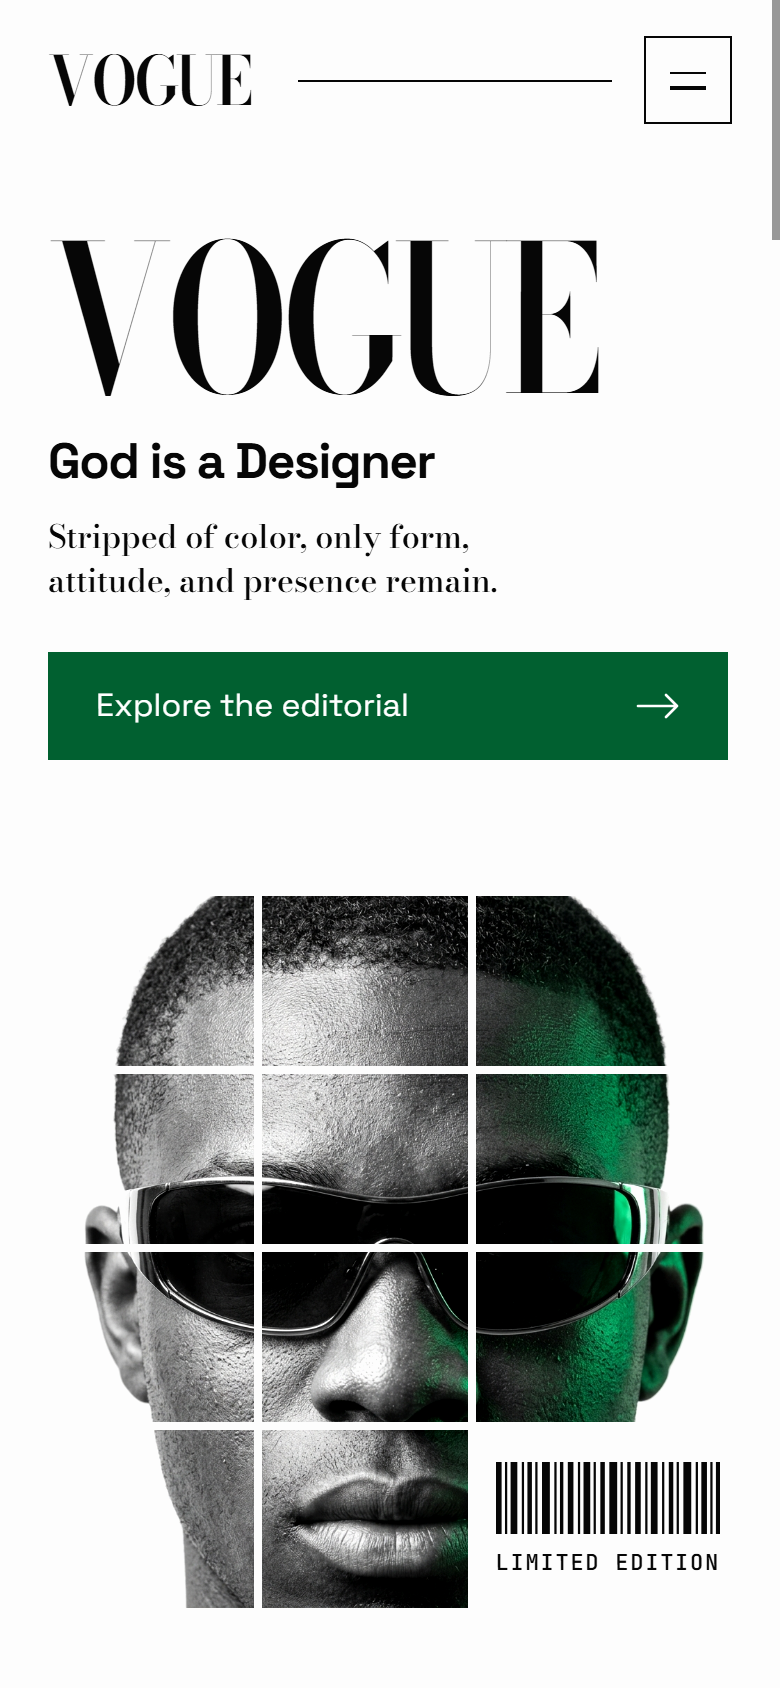 VOGUE
VOGUE
God is a Designer
Stripped of color, only form,
attitude, and presence remain.
Explore the editorial
LIMITED EDITION